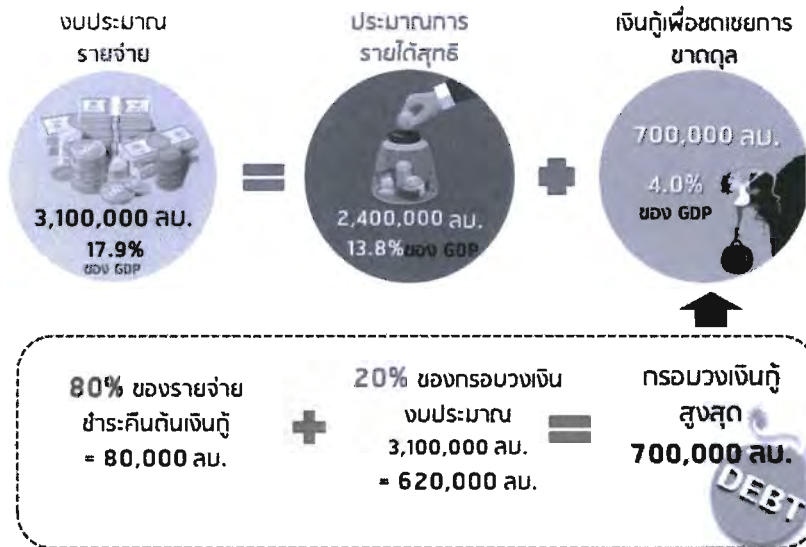 งบประมาณ
รายจ่าย
3,100,000 ลบ.
17.9%
ของ GDP
ประมาณการ
รายได้สุทธิ
2,400,000 ลบ.
13.8% ของ GDP
เงินกู้เพื่อชดเชยการ
ขาดดุล
700,000 ลบ.
4.0%
ของ GDP
80% ของรายจ่าย
ชำระคืนต้นเงินกู้
= 80,000 ลบ.
20% ของกรอบวงเงิน
งบประมาณ
3,100,000 ลบ.
= 620,000 ลบ.
กรอบวงเงินกู้
สูงสุด
700,000 ลบ.
DEBT